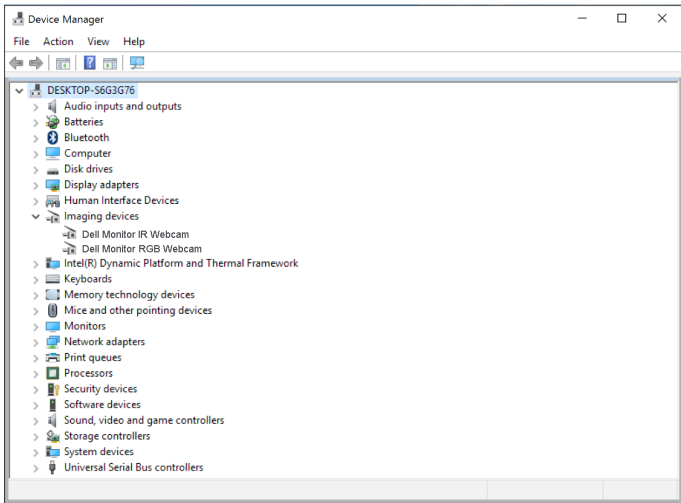 Device Manager
File Action View Help
DESKTOP-S6G3G76
Audio inputs and outputs
Batteries
Bluetooth
Computer
Disk drives
Display adapters
Human Interface Devices
Imaging devices
Dell Monitor IR Webcam
Dell Monitor RGB Webcam
Intel(R) Dynamic Platform and Thermal Framework
Keyboards
Memory technology devices
Mice and other pointing devices
Monitors
Network adapters
Print queues
Processors
Security devices
Software devices
Sound, video and game controllers
Storage controllers
System devices
Universal Serial Bus controllers